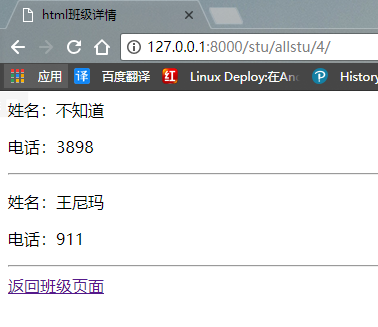 html班级详情
127.0.0.1:8000/stu/allstu/4/
应用 译 百度翻译 红 Linux Deploy:在An History
姓名：不知道
电话：3898
姓名：王尼玛
电话：911
返回班级页面